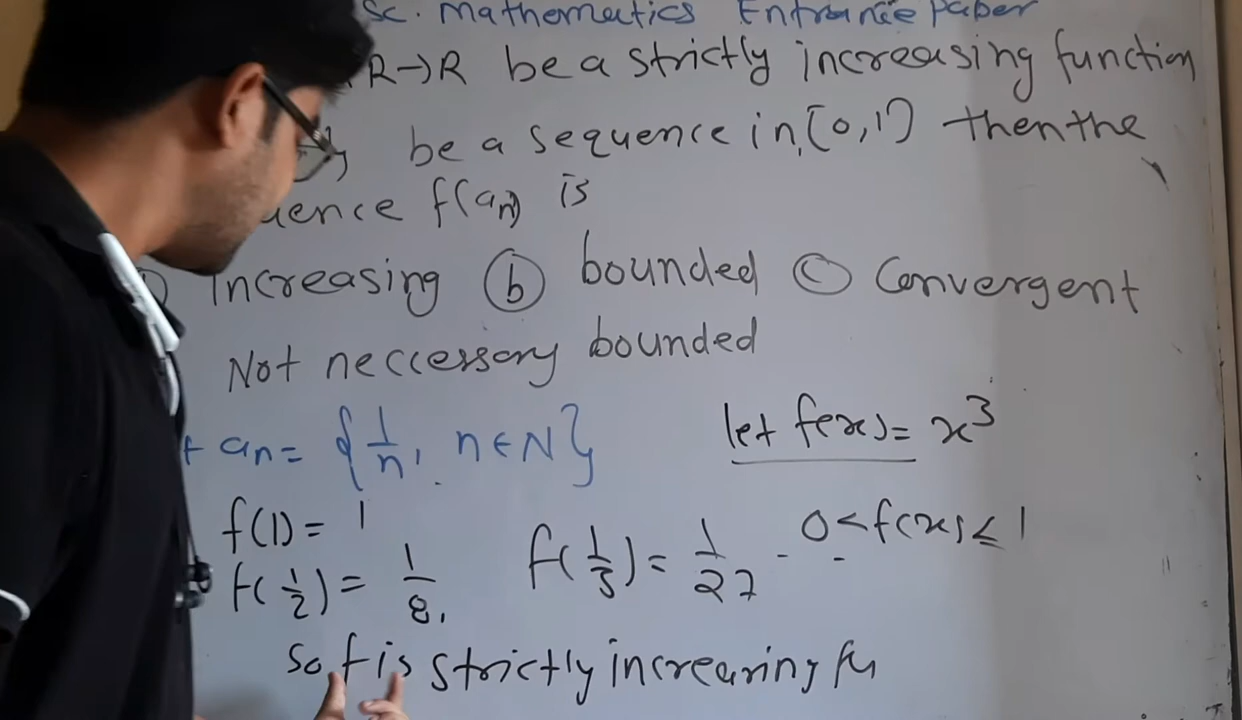 Sc. Mathematics Entrance Paper
R→R be a strictly increasing function
be a sequence in [0,1] then the
uence f(an) is
Increasing (b) bounded (c) Convergent
Not neccessory bounded
an = {1/n, n∈N} let f(x) = x³
f(1) = 1
f(1/2) = 1/8, f(1/3) = 1/27 - - 0<f(x)≤1
So f is strictly increasing fu